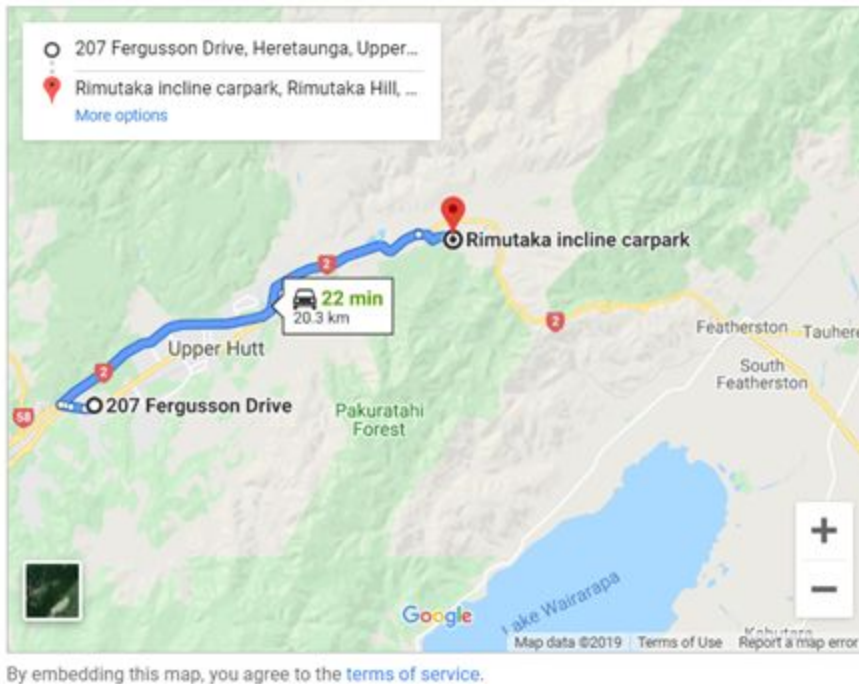 207 Fergusson Drive, Heretaunga, Upper...
Rimutaka incline carpark, Rimutaka Hill, ...
More options
Rimutaka incline carpark
2
22 min
20.3 km
2
Featherston
Tauhere
Upper Hutt
South
Featherston
2
58
207 Fergusson Drive
Pakuratahi
Forest
+
−
Lake Wairarapa
Google
Map data ©2019
Terms of Use
Report a map error
By embedding this map, you agree to the terms of service.